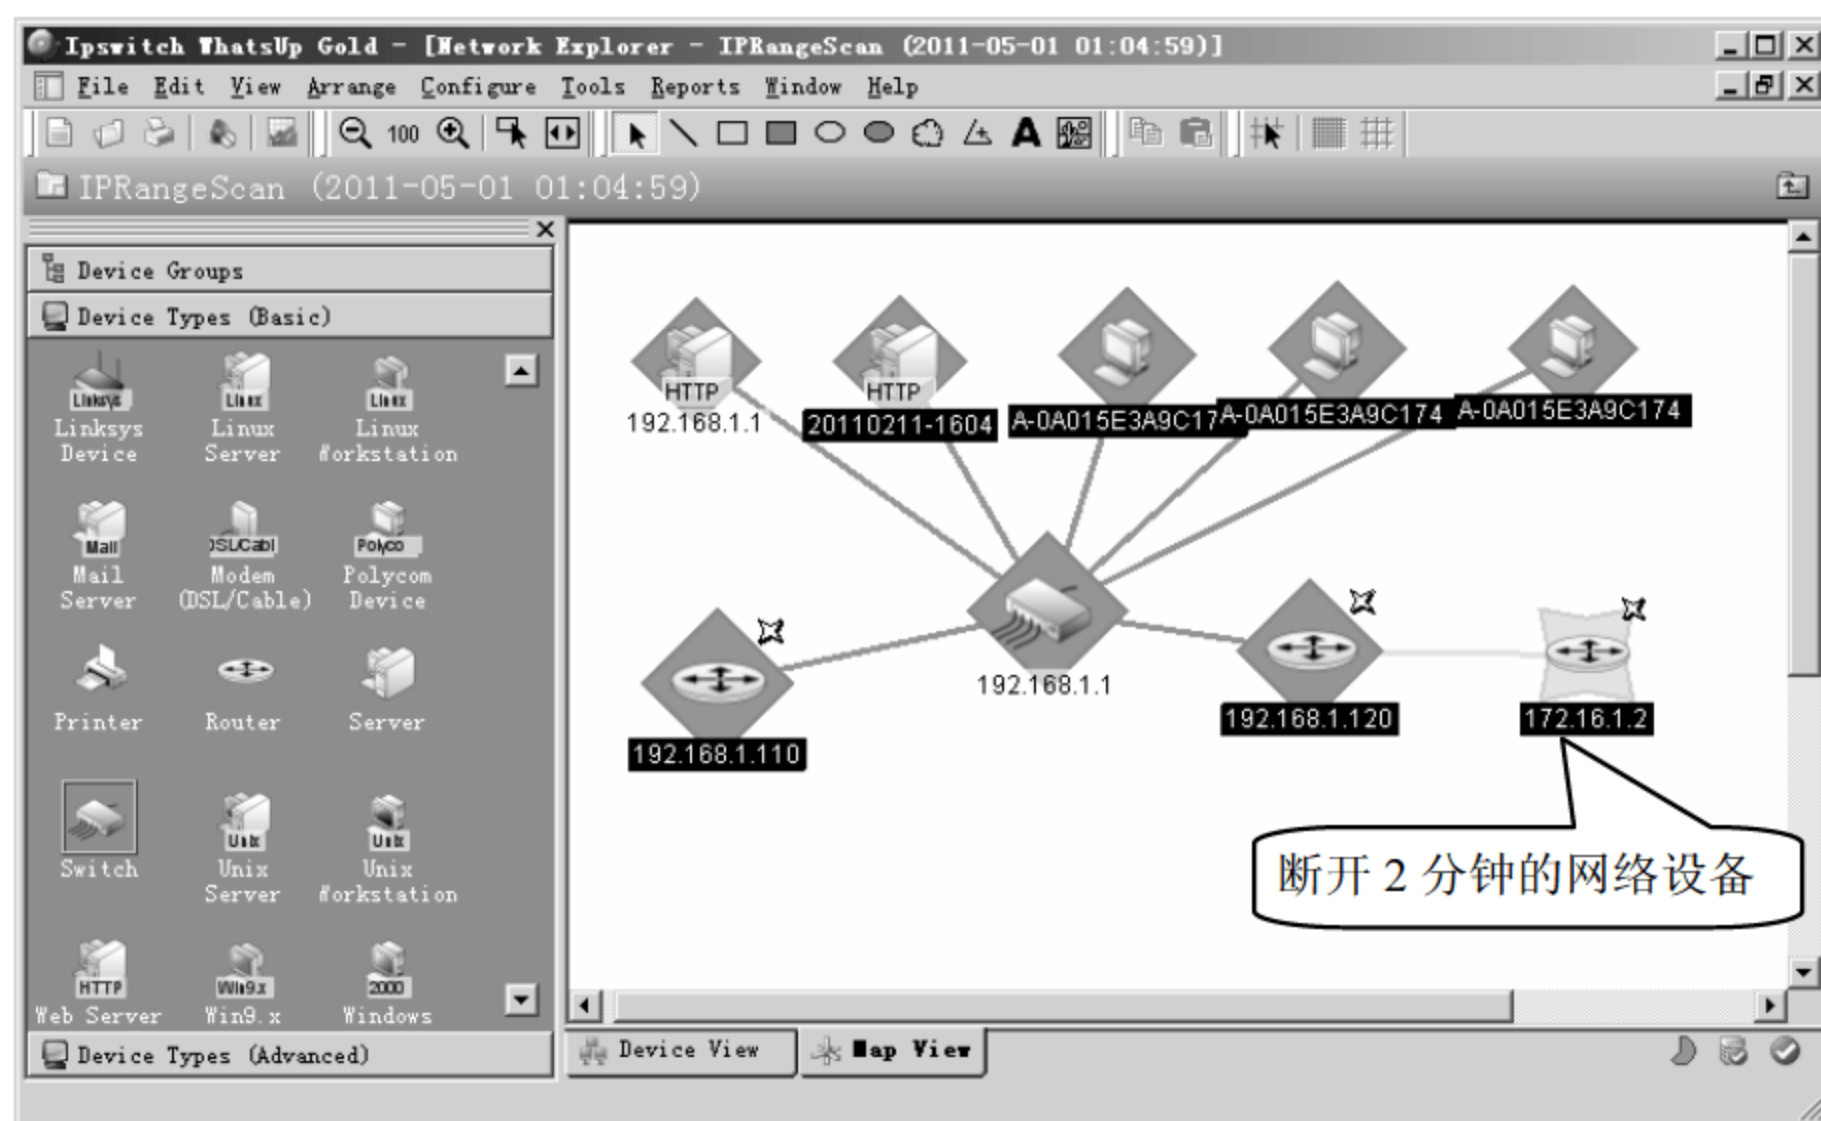 Ipswitch WhatsUp Gold - [Network Explorer - IPRangeScan (2011-05-01 01:04:59)]
File Edit View Arrange Configure Tools Reports Window Help
100
IPRangeScan (2011-05-01 01:04:59)
Device Groups
Device Types (Basic)
Linksys
Linux
Linux
Linksys Device
Linux Server
Workstation
Linux
Mail
DSL/Cabl
Polyco
Mail Server
Modem (DSL/Cable)
Polycom Device
Printer
Router
Server
Switch
Unix
Unix
Unix Server
Unix Workstation
HTTP
Win9.x
2000
Web Server
Win9.x
Windows
Device Types (Advanced)
HTTP
192.168.1.1
HTTP
20110211-1604
A-0A015E3A9C17
A-0A015E3A9C174
A-0A015E3A9C174
192.168.1.110
192.168.1.1
192.168.1.120
172.16.1.2
断开 2 分钟的网络设备
Device View
Map View